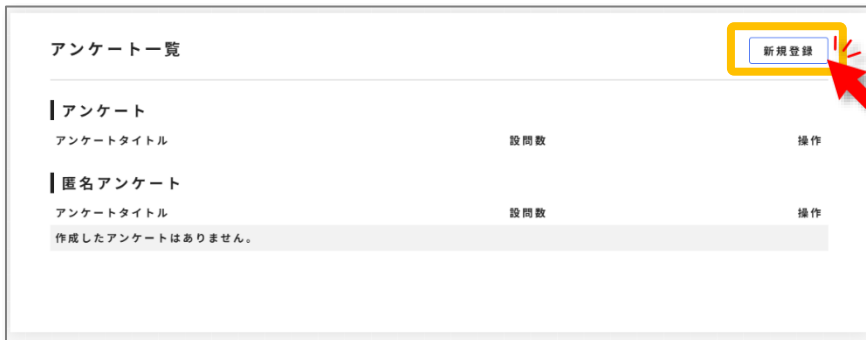 アンケート一覧
新規登録
アンケート
アンケートタイトル 設問数 操作
匿名アンケート
アンケートタイトル 設問数 操作
作成したアンケートはありません。